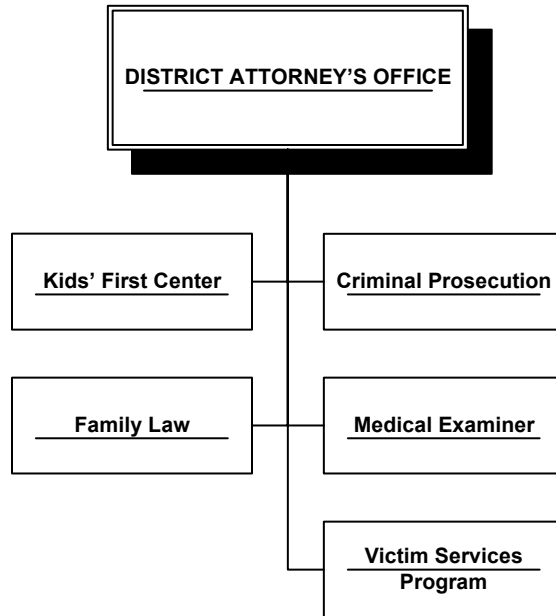 DISTRICT ATTORNEY’S OFFICE
Kids’ First Center
Criminal Prosecution
Family Law
Medical Examiner
Victim Services
Program